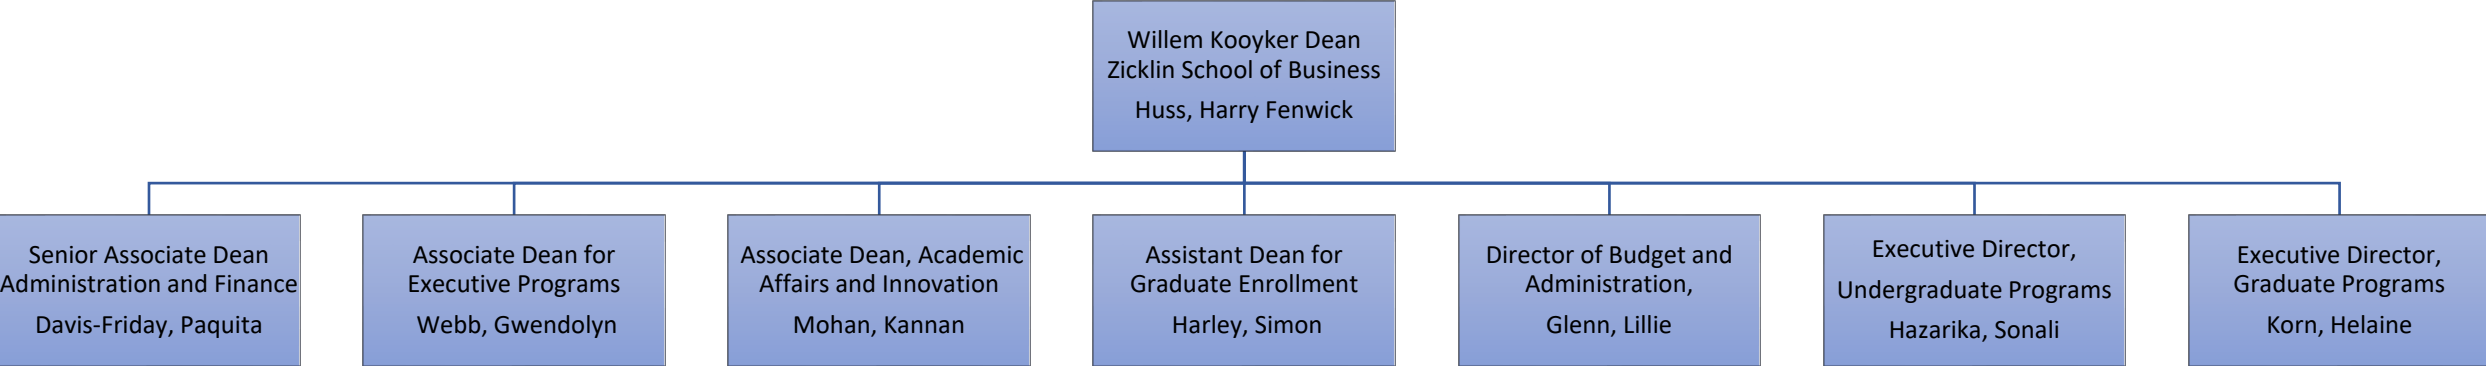 Willem Kooyker Dean
Zicklin School of Business
Huss, Harry Fenwick
Senior Associate Dean
Administration and Finance
Davis-Friday, Paquita
Associate Dean for
Executive Programs
Webb, Gwendolyn
Associate Dean, Academic
Affairs and Innovation
Mohan, Kannan
Assistant Dean for
Graduate Enrollment
Harley, Simon
Director of Budget and
Administration,
Glenn, Lillie
Executive Director,
Undergraduate Programs
Hazarika, Sonali
Executive Director,
Graduate Programs
Korn, Helaine